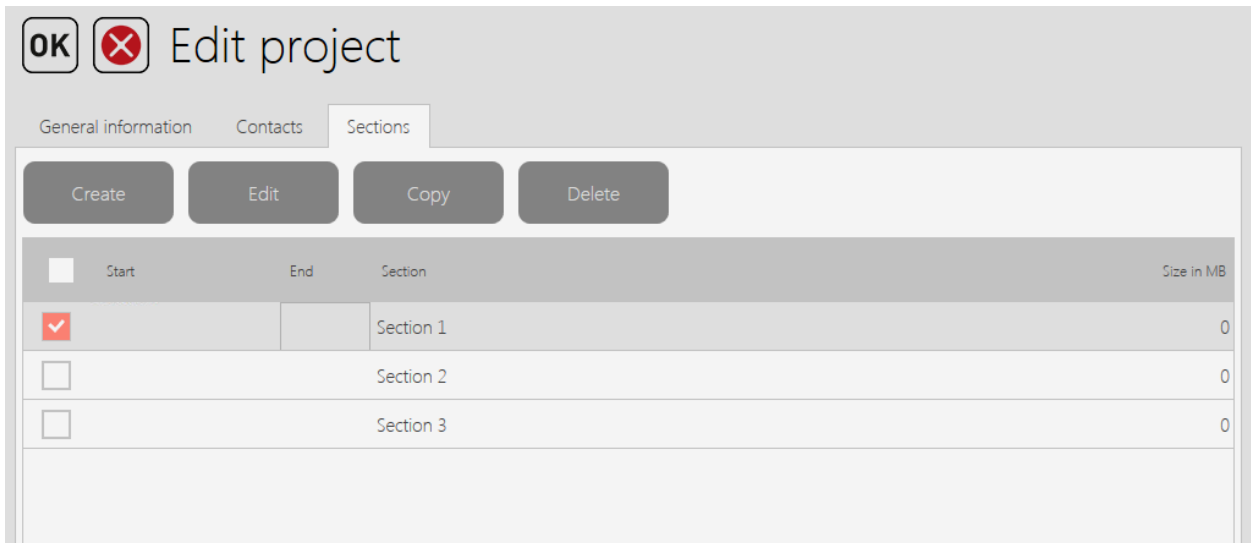 OK Edit project
General information Contacts Sections
Create Edit Copy Delete
Start End Section Size in MB
Section 1 0
Section 2 0
Section 3 0